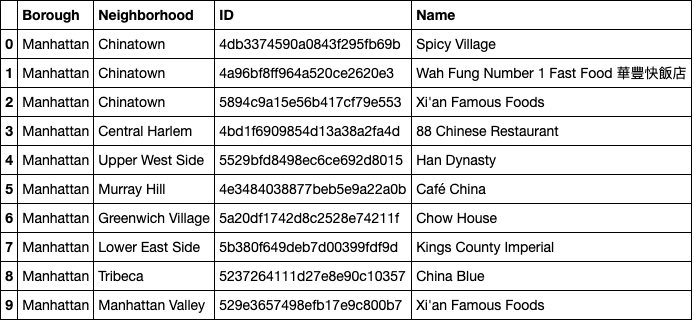 Borough Neighborhood ID Name
0 Manhattan Chinatown 4db3374590a0843f295fb69b Spicy Village
1 Manhattan Chinatown 4a96bf8ff964a520ce2620e3 Wah Fung Number 1 Fast Food 華豐快飯店
2 Manhattan Chinatown 5894c9a15e56b417cf79e553 Xi'an Famous Foods
3 Manhattan Central Harlem 4bd1f6909854d13a38a2fa4d 88 Chinese Restaurant
4 Manhattan Upper West Side 5529bfd8498ec6ce692d8015 Han Dynasty
5 Manhattan Murray Hill 4e3484038877beb5e9a22a0b Café China
6 Manhattan Greenwich Village 5a20df1742d8c2528e74211f Chow House
7 Manhattan Lower East Side 5b380f649deb7d00399fdf9d Kings County Imperial
8 Manhattan Tribeca 5237264111d27e8e90c10357 China Blue
9 Manhattan Manhattan Valley 529e3657498efb17e9c800b7 Xi'an Famous Foods